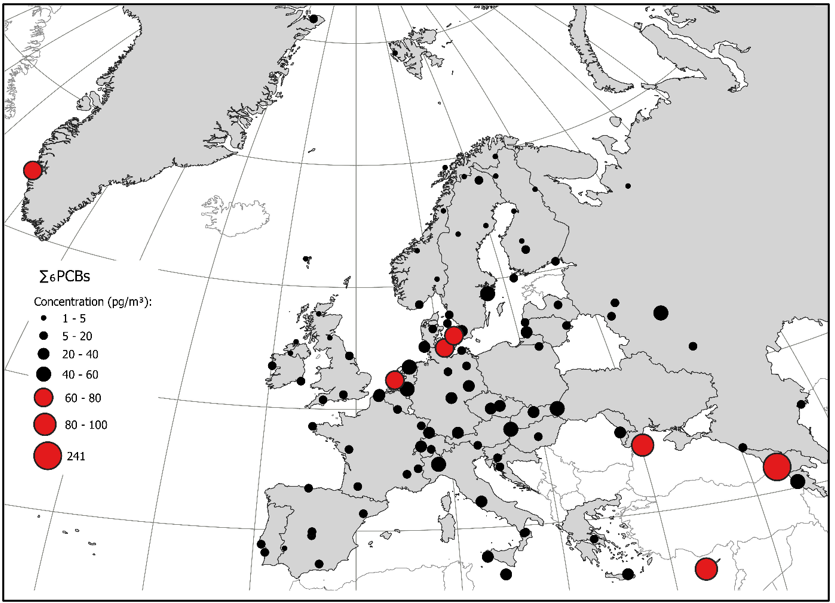 ∑₆PCBs
Concentration (pg/m³):
1 - 5
5 - 20
20 - 40
40 - 60
60 - 80
80 - 100
241